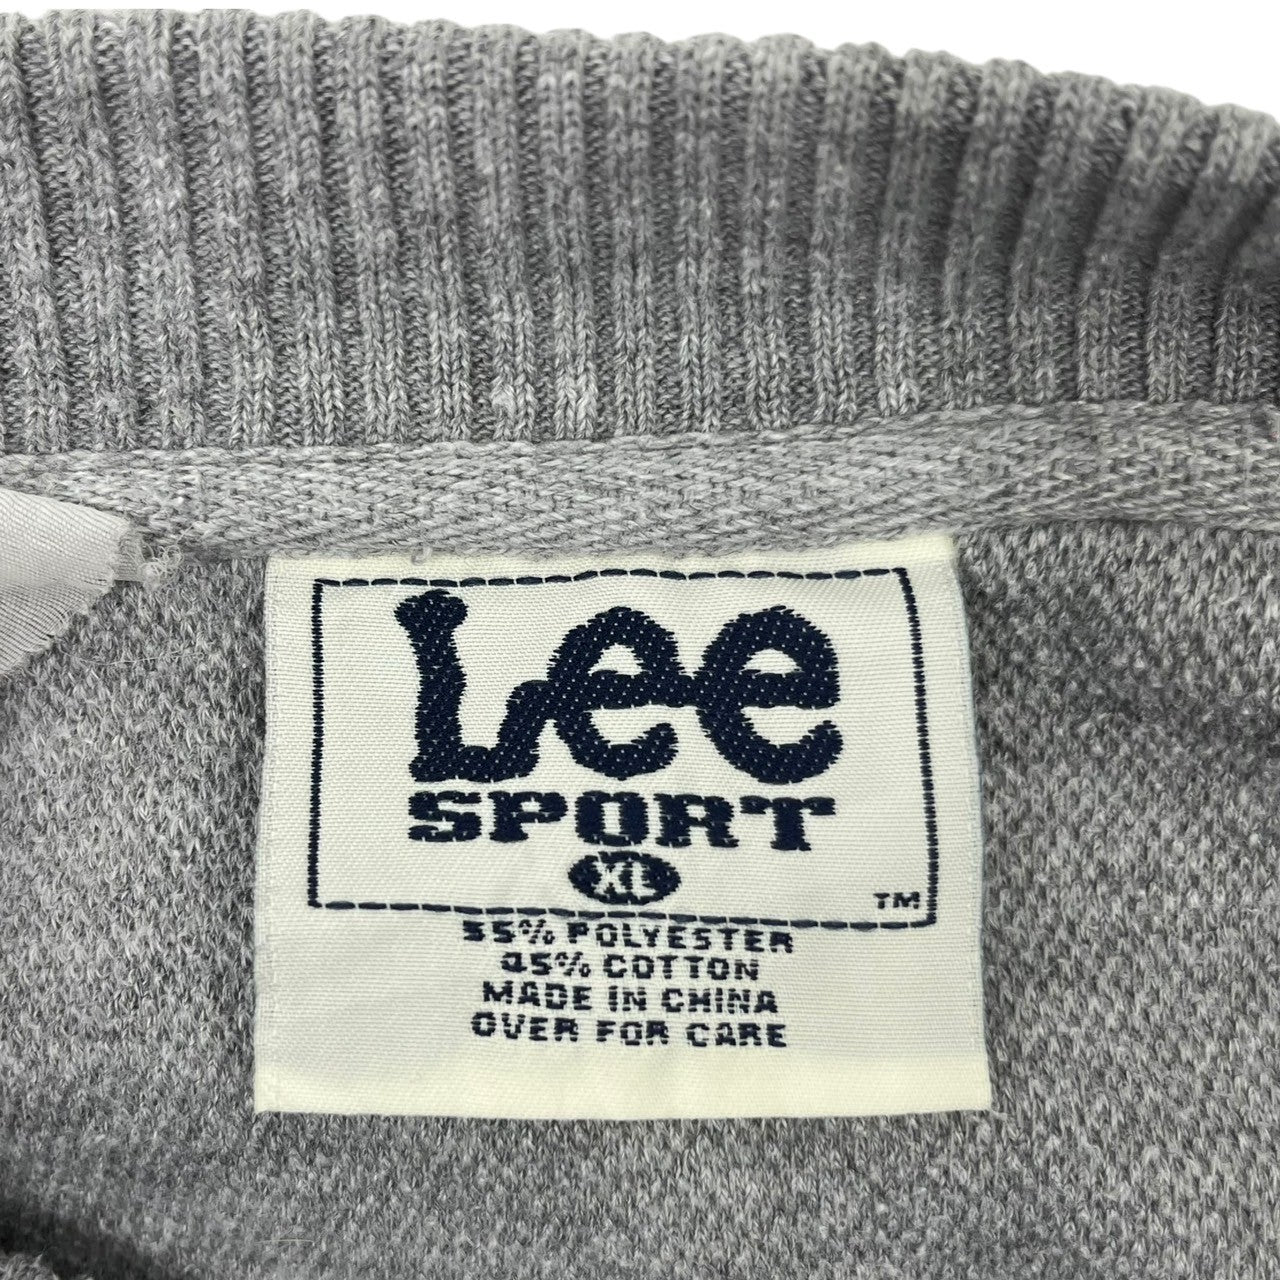 Lee
SPORT
XL
TM
55% POLYESTER
45% COTTON
MADE IN CHINA
OVER FOR CARE